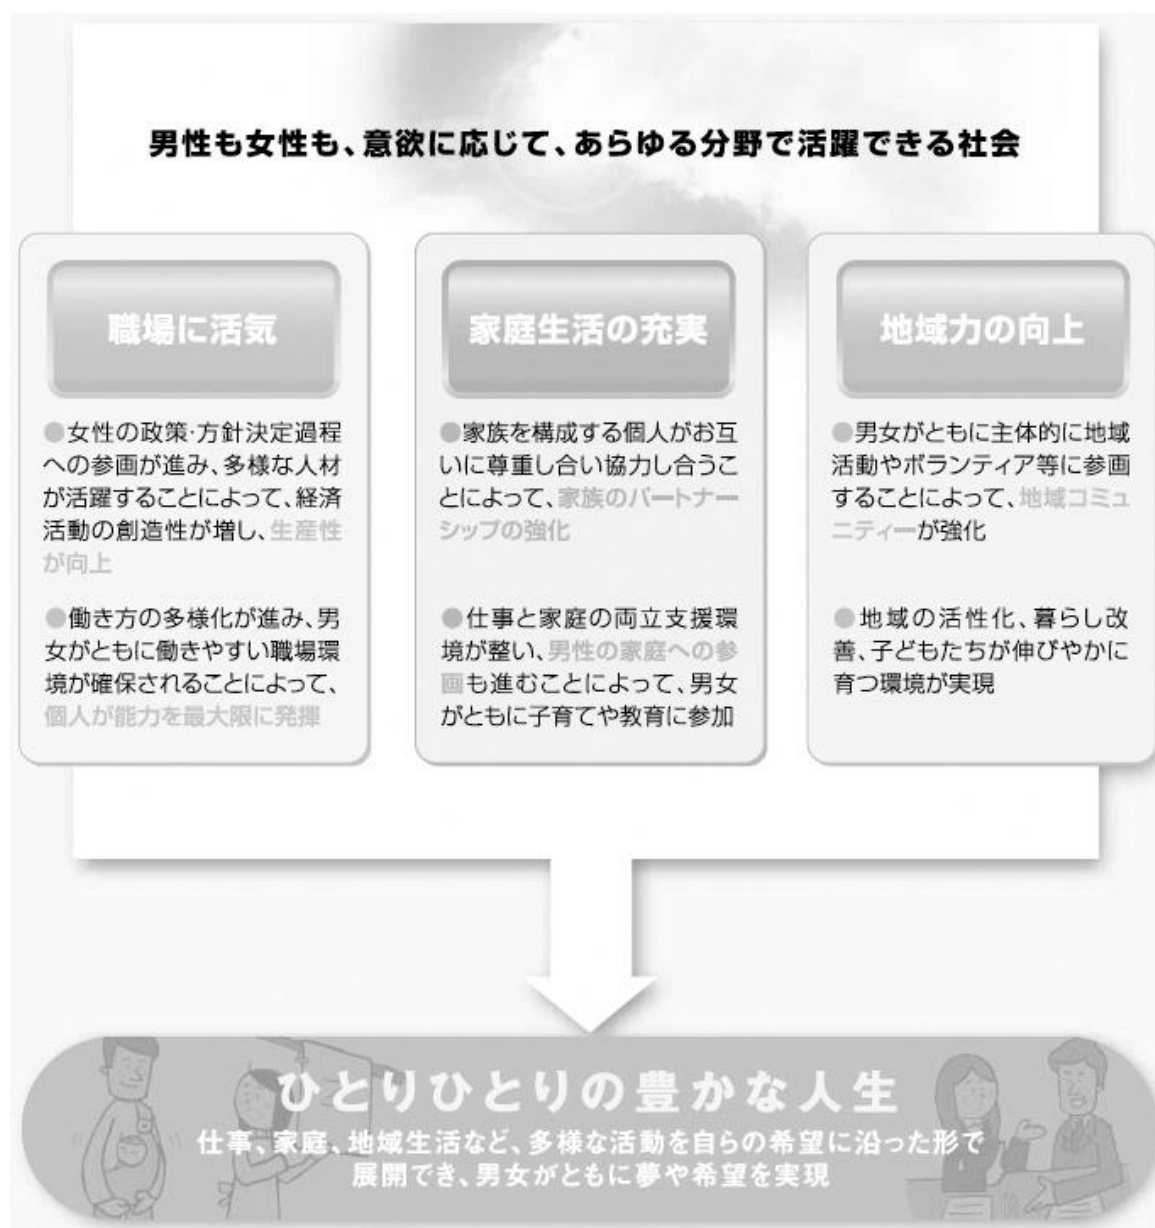 男性も女性も、意欲に応じて、あらゆる分野で活躍できる社会
職場に活気
●女性の政策・方針決定過程
への参画が進み、多様な人材
が活躍することによって、経済
活動の創造性が増し、生産性
が向上
●働き方の多様化が進み、男
女がともに働きやすい職場環
境が確保されることによって、
個人が能力を最大限に発揮
家庭生活の充実
●家族を構成する個人がお互
いに尊重し合い協力し合うこ
とによって、家族のパートナー
シップの強化
●仕事と家庭の両立支援環
境が整い、男性の家庭への参
画も進むことによって、男女
がともに子育てや教育に参加
地域力の向上
●男女がともに主体的に地域
活動やボランティア等に参画
することによって、地域コミュ
ニティーが強化
●地域の活性化、暮らし改
善、子どもたちが伸びやかに
育つ環境が実現
ひとりひとりの豊かな人生
仕事、家庭、地域生活など、多様な活動を自らの希望に沿った形で
展開でき、男女がともに夢や希望を実現